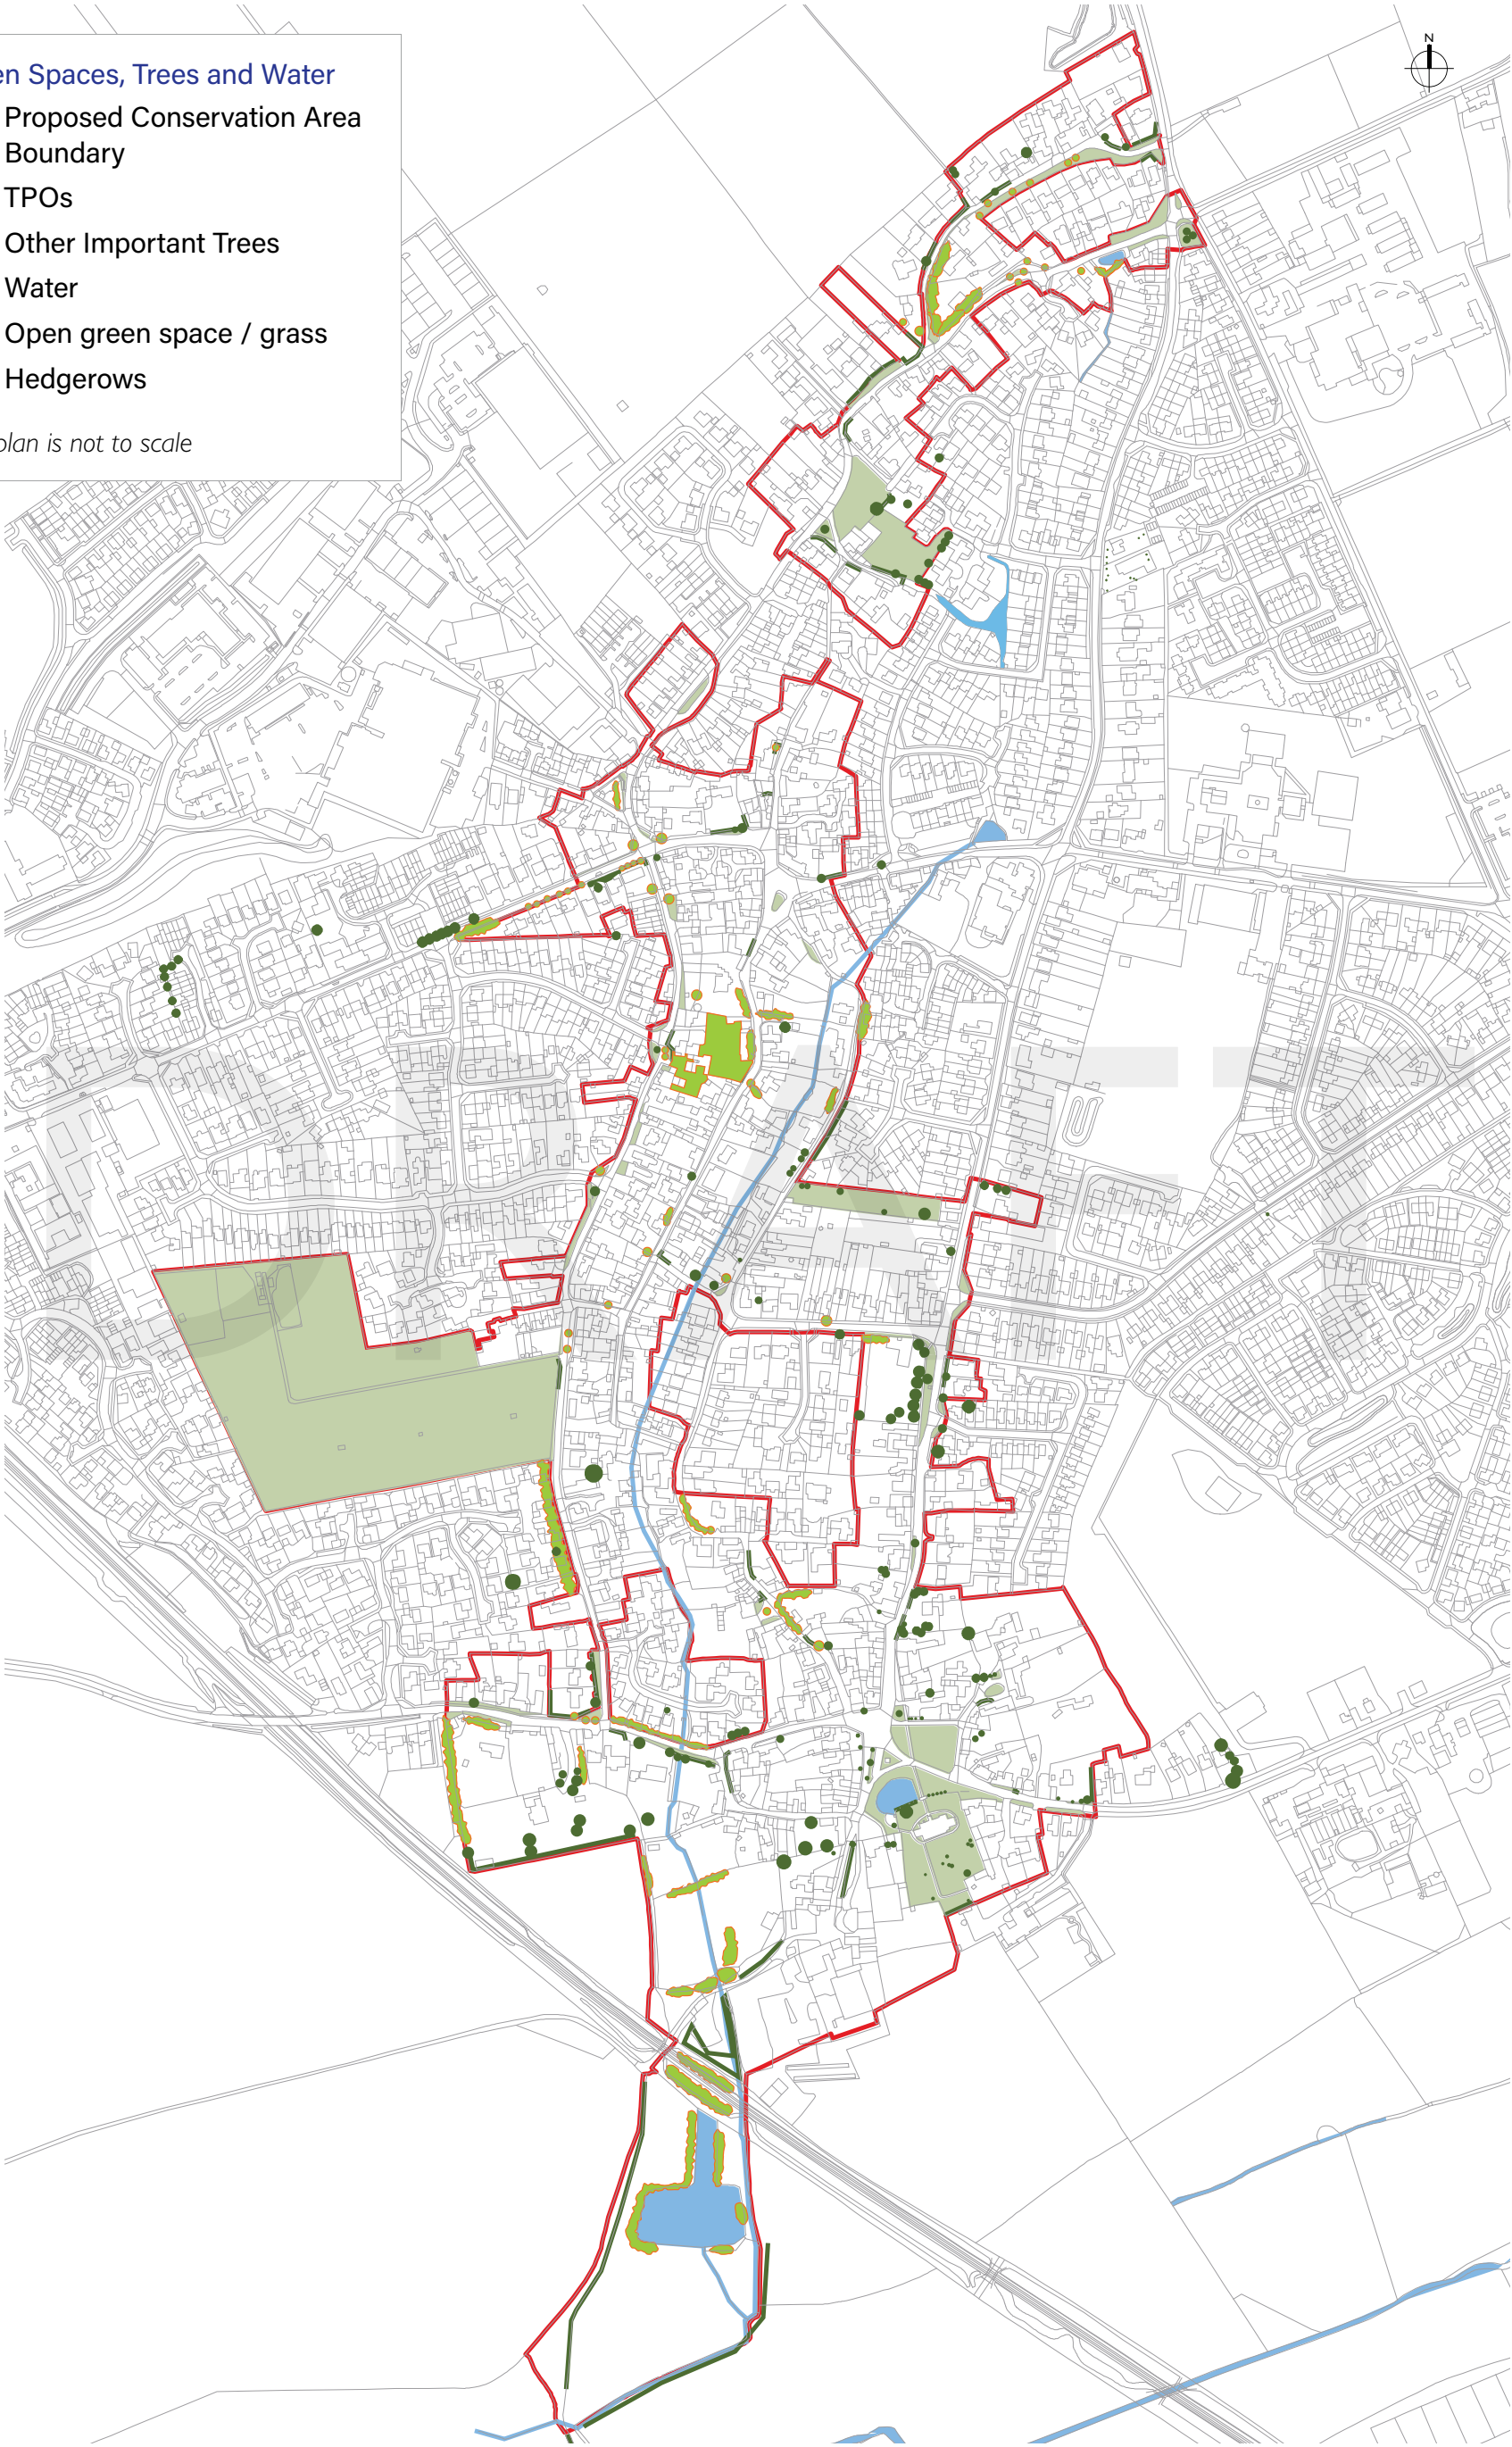 en Spaces, Trees and Water
Proposed Conservation Area
Boundary
TPOs
Other Important Trees
Water
Open green space / grass
Hedgerows
plan is not to scale
N
DRAFT